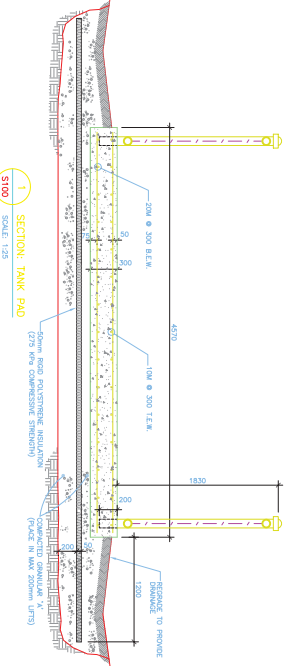 4570
1830
20M @ 300 B.E.W.
10M @ 300 T.E.W.
50
75
300
200
REGRADE TO PROVIDE
DRAINAGE
1200
200
50
50mm RIGID POLYSTYRENE INSULATION
(275 KPa COMPRESSIVE STRENGTH)
COMPACTED GRANULAR 'A'
(PLACE IN MAX 200mm LIFTS)
1
SECTION: TANK PAD
S100
SCALE: 1:25